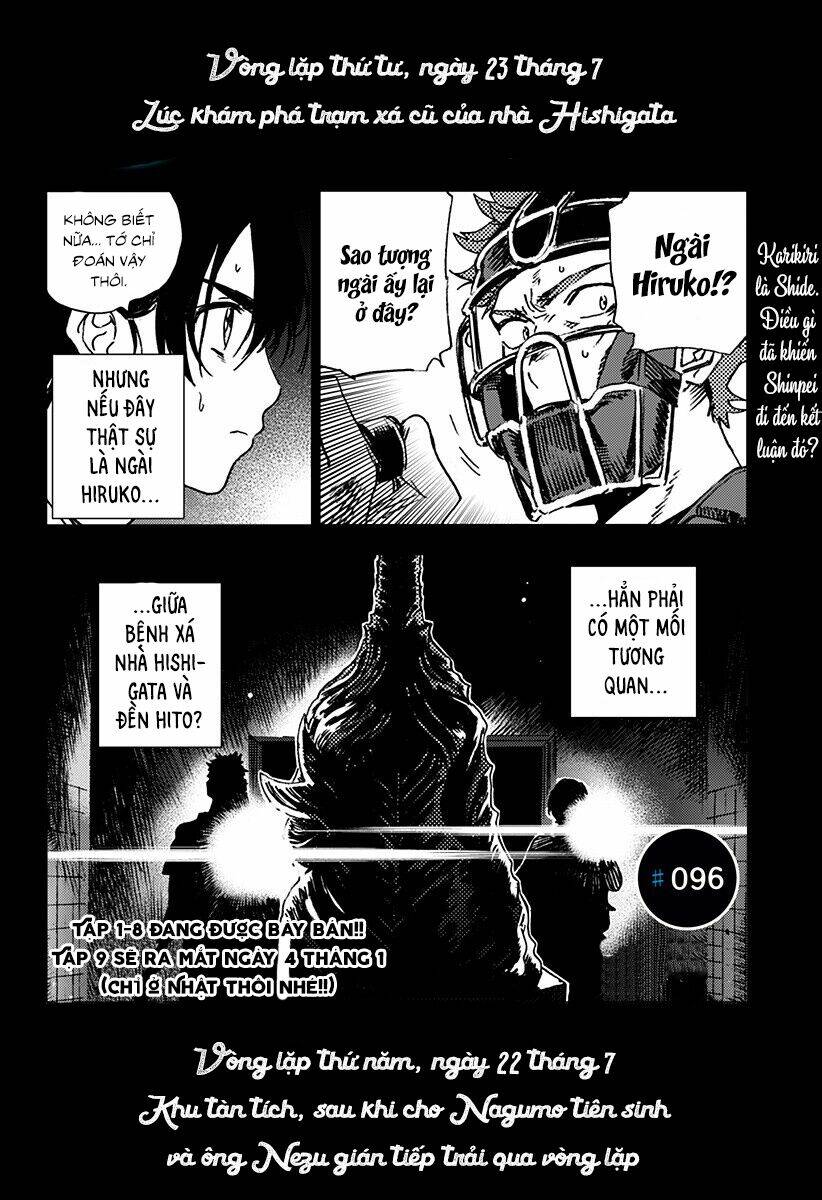 Vòng lặp thứ tư, ngày 23 tháng 7
Lúc khám phá trạm xá cũ của nhà Hishigata
Karikiri
là Shide.
Điều gì
đã khiến
Shinpei
đi đến kết
luận đó?
Ngài
Hiruko!?
Sao tượng
ngài ấy lại
ở đây?
KHÔNG BIẾT
NỮA... TỚ CHỈ
ĐOÁN VẬY
THÔI.
NHƯNG
NẾU ĐÂY
THẬT SỰ
LÀ NGÀI
HIRUKO...
...HẲN PHẢI
CÓ MỘT MỐI
TƯƠNG
QUAN...
...GIỮA
BỆNH XÁ
NHÀ HISHI-
GATA VÀ
ĐỀN HITO?
#096
TẬP 1-8 ĐANG ĐƯỢC BÀY BÁN!!
TẬP 9 SẼ RA MẮT NGÀY 4 THÁNG 1
(CHỈ Ở NHẬT THÔI NHÉ!!)
Vòng lặp thứ năm, ngày 22 tháng 7
Khu tàn tích, sau khi cho Nagumo tiên sinh
và ông Nezu gián tiếp trải qua vòng lặp